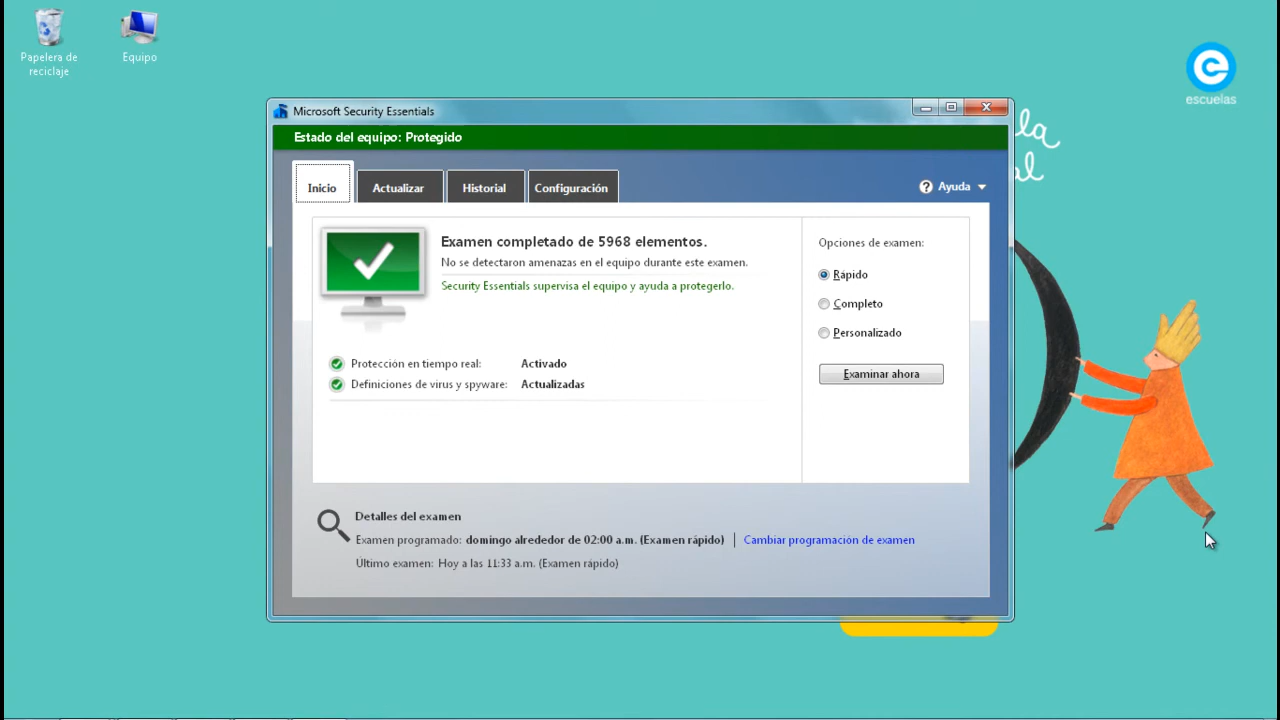 Papelera de
reciclaje
Equipo
escuelas
la
al
Microsoft Security Essentials
Estado del equipo: Protegido
Inicio
Actualizar
Historial
Configuración
Ayuda
Examen completado de 5968 elementos.
No se detectaron amenazas en el equipo durante este examen.
Security Essentials supervisa el equipo y ayuda a protegerlo.
Protección en tiempo real: Activado
Definiciones de virus y spyware: Actualizadas
Opciones de examen:
Rápido
Completo
Personalizado
Examinar ahora
Detalles del examen
Examen programado: domingo alrededor de 02:00 a.m. (Examen rápido) | Cambiar programación de examen
Último examen: Hoy a las 11:33 a.m. (Examen rápido)